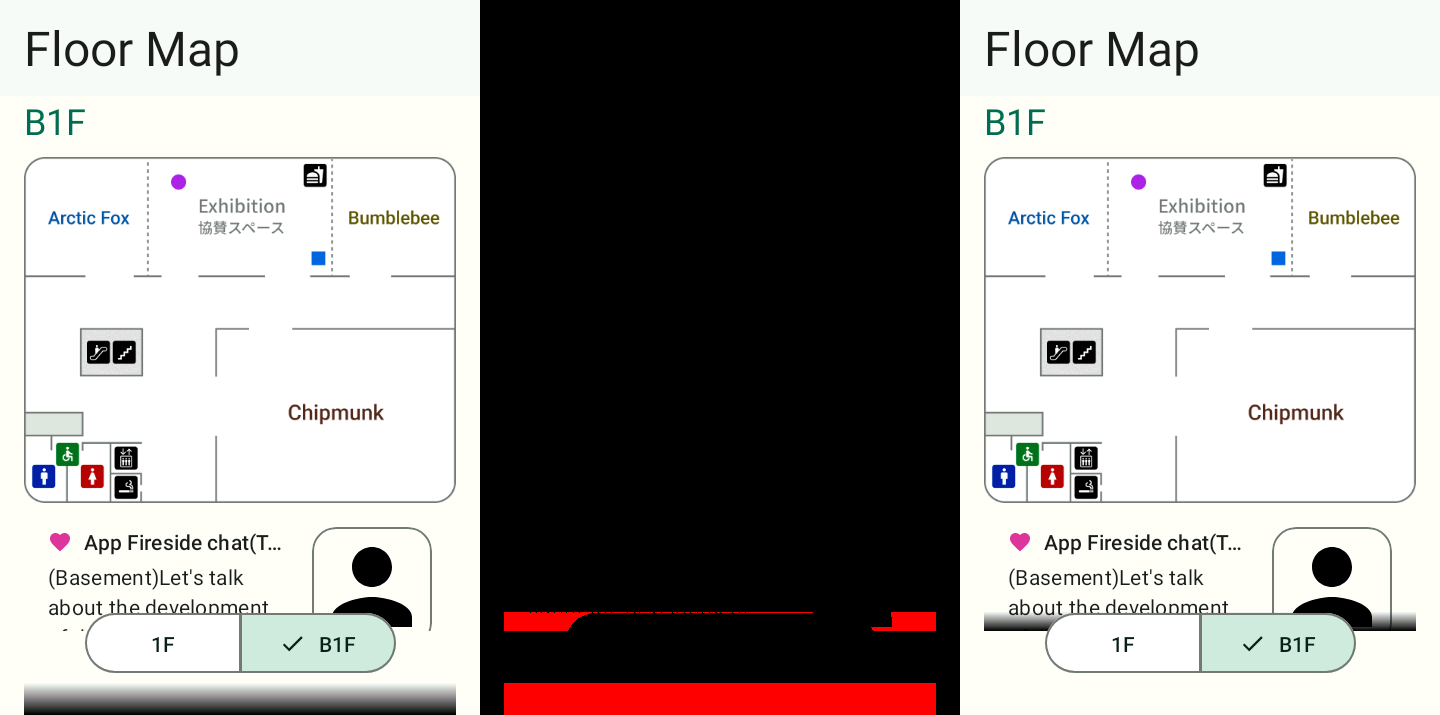 Floor Map
B1F
Arctic Fox
Exhibition
協賛スペース
Bumblebee
Chipmunk
App Fireside chat(T...
(Basement)Let's talk
about the development
1F
B1F
Floor Map
B1F
Arctic Fox
Exhibition
協賛スペース
Bumblebee
Chipmunk
App Fireside chat(T...
(Basement)Let's talk
about the development
1F
B1F